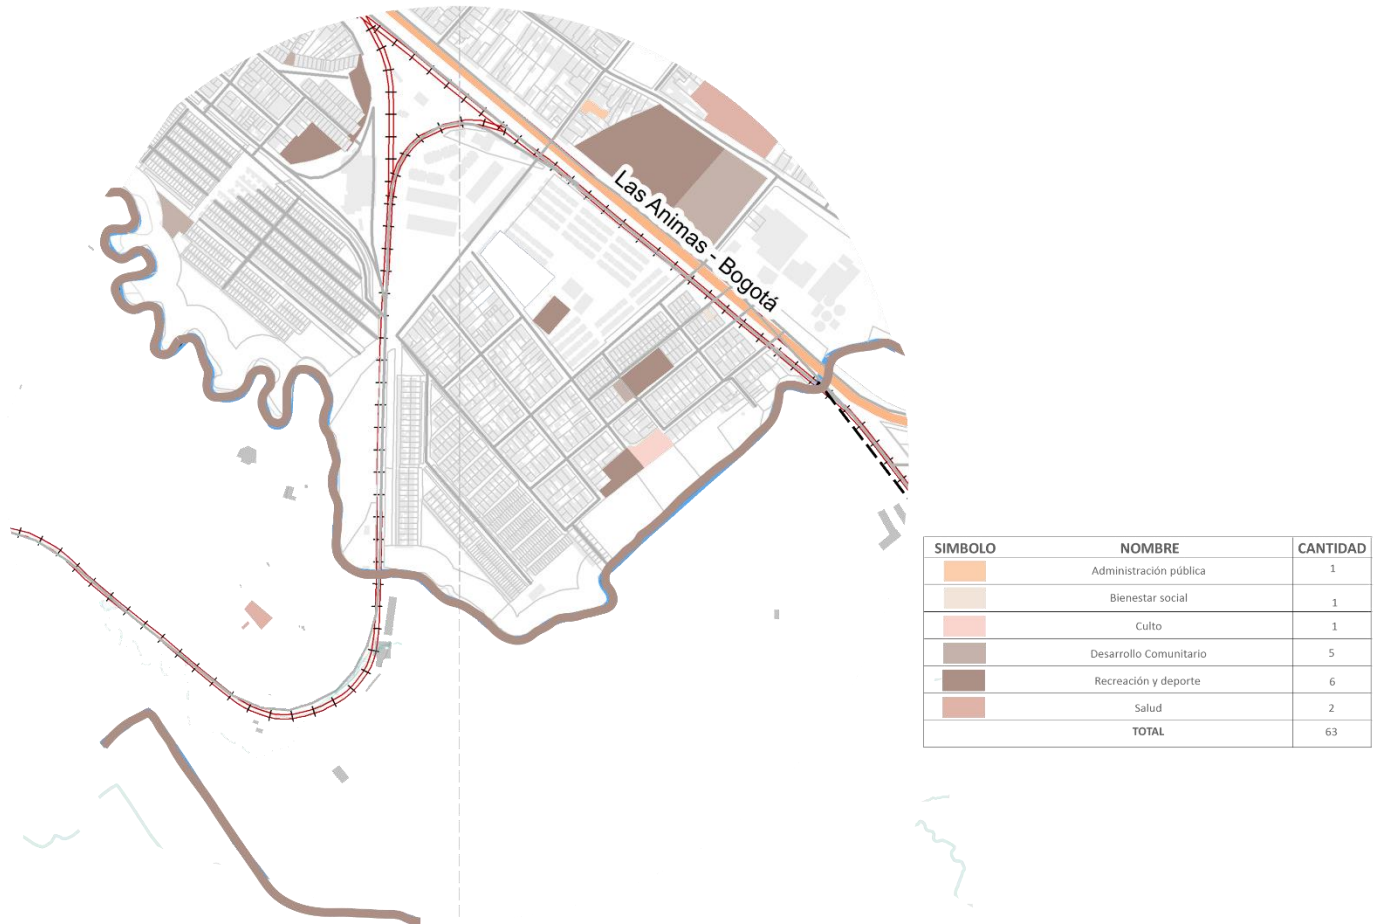 Las Animas - Bogotá
SIMBOLO NOMBRE CANTIDAD
Administración pública 1
Bienestar social 1
Culto 1
Desarrollo Comunitario 5
Recreación y deporte 6
Salud 2
TOTAL 63